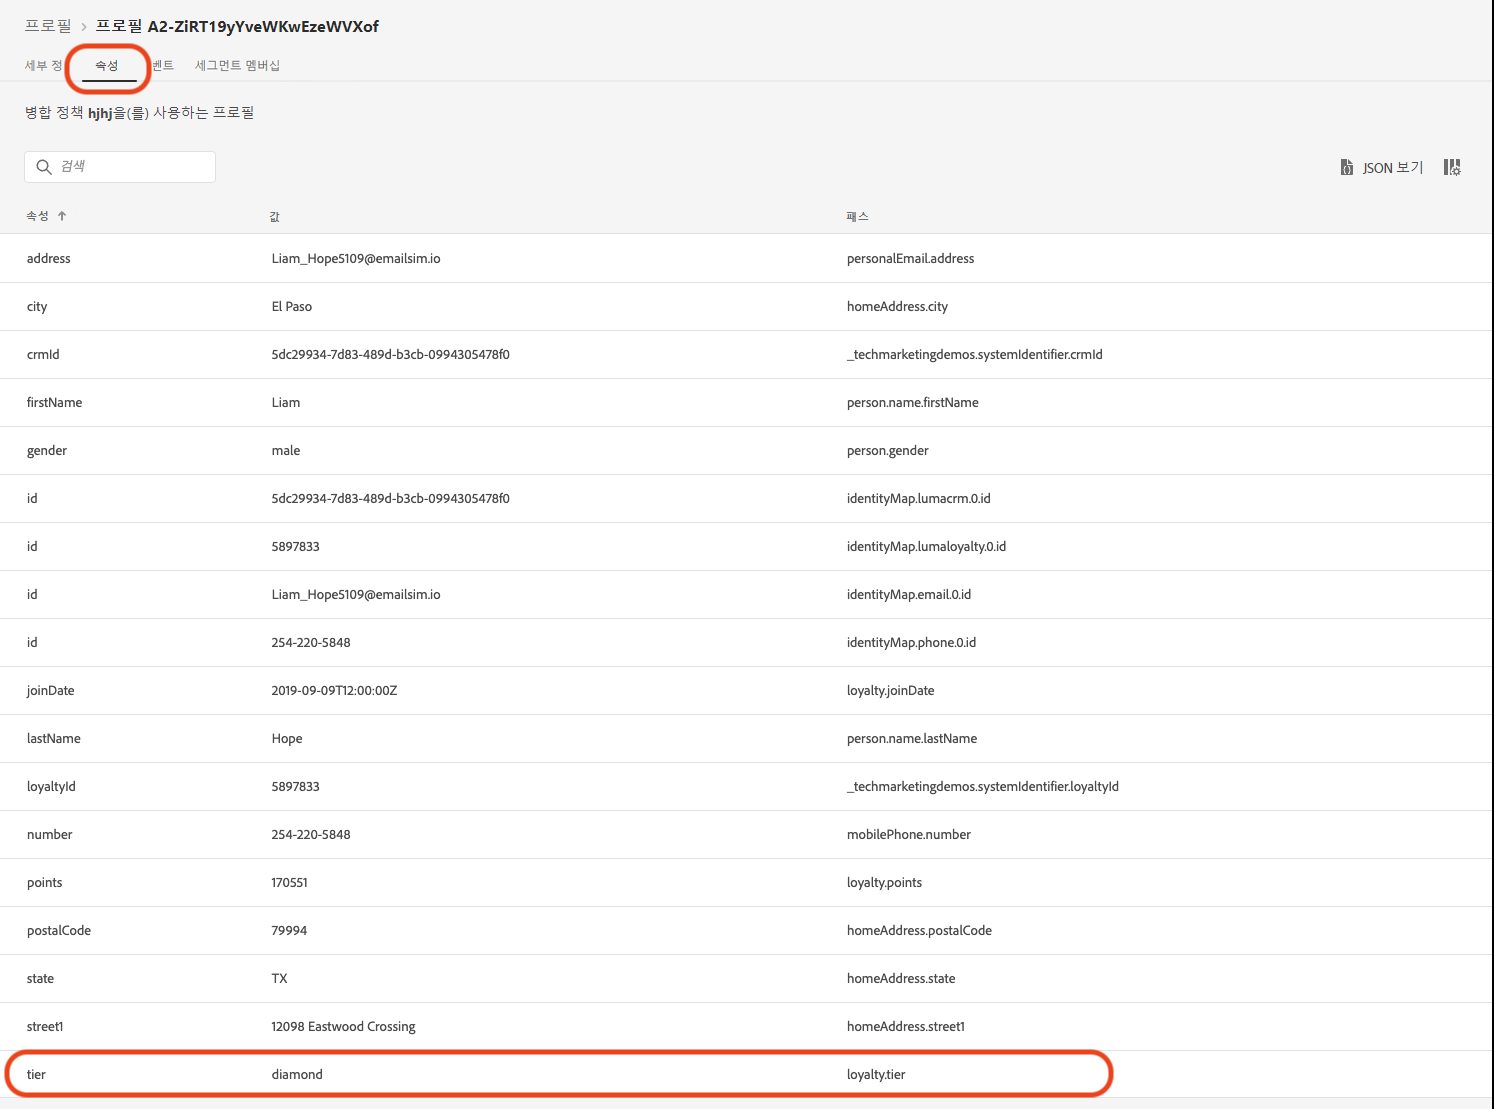 프로필 > 프로필 A2-ZiRT19yYveWKwEzeWVXof
세부 정 속성 벤트 세그먼트 멤버십
병합 정책 hjhj을(를) 사용하는 프로필
검색 JSON 보기
속성 ↑ 값 패스
address Liam_Hope5109@emailsim.io personalEmail.address
city El Paso homeAddress.city
crmId 5dc29934-7d83-489d-b3cb-0994305478f0 _techmarketingdemos.systemIdentifier.crmId
firstName Liam person.name.firstName
gender male person.gender
id 5dc29934-7d83-489d-b3cb-0994305478f0 identityMap.lumacrm.0.id
id 5897833 identityMap.lumaloyalty.0.id
id Liam_Hope5109@emailsim.io identityMap.email.0.id
id 254-220-5848 identityMap.phone.0.id
joinDate 2019-09-09T12:00:00Z loyalty.joinDate
lastName Hope person.name.lastName
loyaltyId 5897833 _techmarketingdemos.systemIdentifier.loyaltyId
number 254-220-5848 mobilePhone.number
points 170551 loyalty.points
postalCode 79994 homeAddress.postalCode
state TX homeAddress.state
street1 12098 Eastwood Crossing homeAddress.street1
tier diamond loyalty.tier